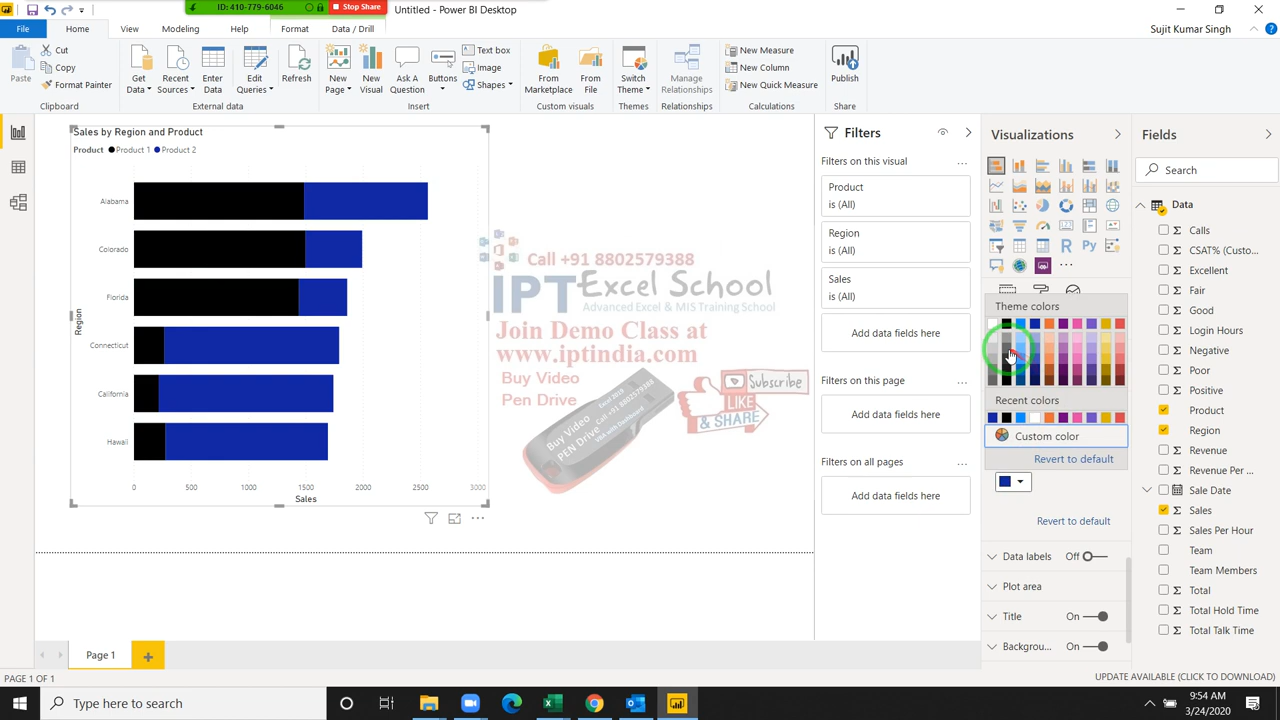 ID: 410-779-6046
Stop Share
Untitled - Power BI Desktop
Sujit Kumar Singh
File
Home
View
Modeling
Help
Format
Data / Drill
Paste
Cut
Copy
Format Painter
Clipboard
Get Data
Recent Sources
Enter Data
Edit Queries
Refresh
External data
New Page
New Visual
Ask A Question
Buttons
Text box
Image
Shapes
Insert
From Marketplace
From File
Custom visuals
Switch Theme
Themes
Manage Relationships
Relationships
New Measure
New Column
New Quick Measure
Calculations
Publish
Share
Sales by Region and Product
Product Product 1 Product 2
Alabama
Colorado
Florida
Connecticut
California
Hawaii
Region
0 500 1000 1500 2000 2500 3000
Sales
Call +91 8802579388
IPT Excel School
Advanced Excel & MIS Training School
Join Demo Class at
www.iptindia.com
Buy Video
Pen Drive
Subscribe
LIKE
& SHARE
Buy Video
Pen Drive
Filters
Filters on this visual
Product
is (All)
Region
is (All)
Sales
is (All)
Add data fields here
Filters on this page
Add data fields here
Filters on all pages
Add data fields here
Visualizations
R
Py
Theme colors
Recent colors
Custom color
Revert to default
Revert to default
Data labels Off
Plot area
Title On
Backgrou... On
Fields
Search
Data
Calls
CSAT% (Custo...
Excellent
Fair
Good
Login Hours
Negative
Poor
Positive
Product
Region
Revenue
Revenue Per ...
Sale Date
Sales
Sales Per Hour
Team
Team Members
Total
Total Hold Time
Total Talk Time
Page 1
PAGE 1 OF 1
UPDATE AVAILABLE (CLICK TO DOWNLOAD)
Type here to search
9:54 AM
3/24/2020